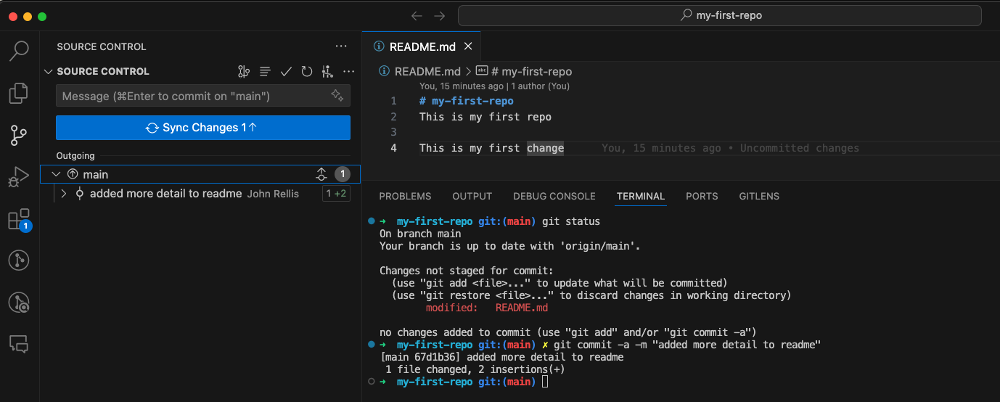 my-first-repo
SOURCE CONTROL
SOURCE CONTROL
Message (⌘Enter to commit on "main")
Sync Changes 1↑
Outgoing
main 1
added more detail to readme John Rellis 1 +2
1
README.md
README.md > # my-first-repo
You, 15 minutes ago | 1 author (You)
1 # my-first-repo
2 This is my first repo
3
4 This is my first change You, 15 minutes ago • Uncommitted changes
PROBLEMS OUTPUT DEBUG CONSOLE TERMINAL PORTS GITLENS
➜ my-first-repo git:(main) git status
On branch main
Your branch is up to date with 'origin/main'.
Changes not staged for commit:
(use "git add <file>..." to update what will be committed)
(use "git restore <file>..." to discard changes in working directory)
modified: README.md
no changes added to commit (use "git add" and/or "git commit -a")
➜ my-first-repo git:(main) ✗ git commit -a -m "added more detail to readme"
[main 67d1b36] added more detail to readme
1 file changed, 2 insertions(+)
➜ my-first-repo git:(main)